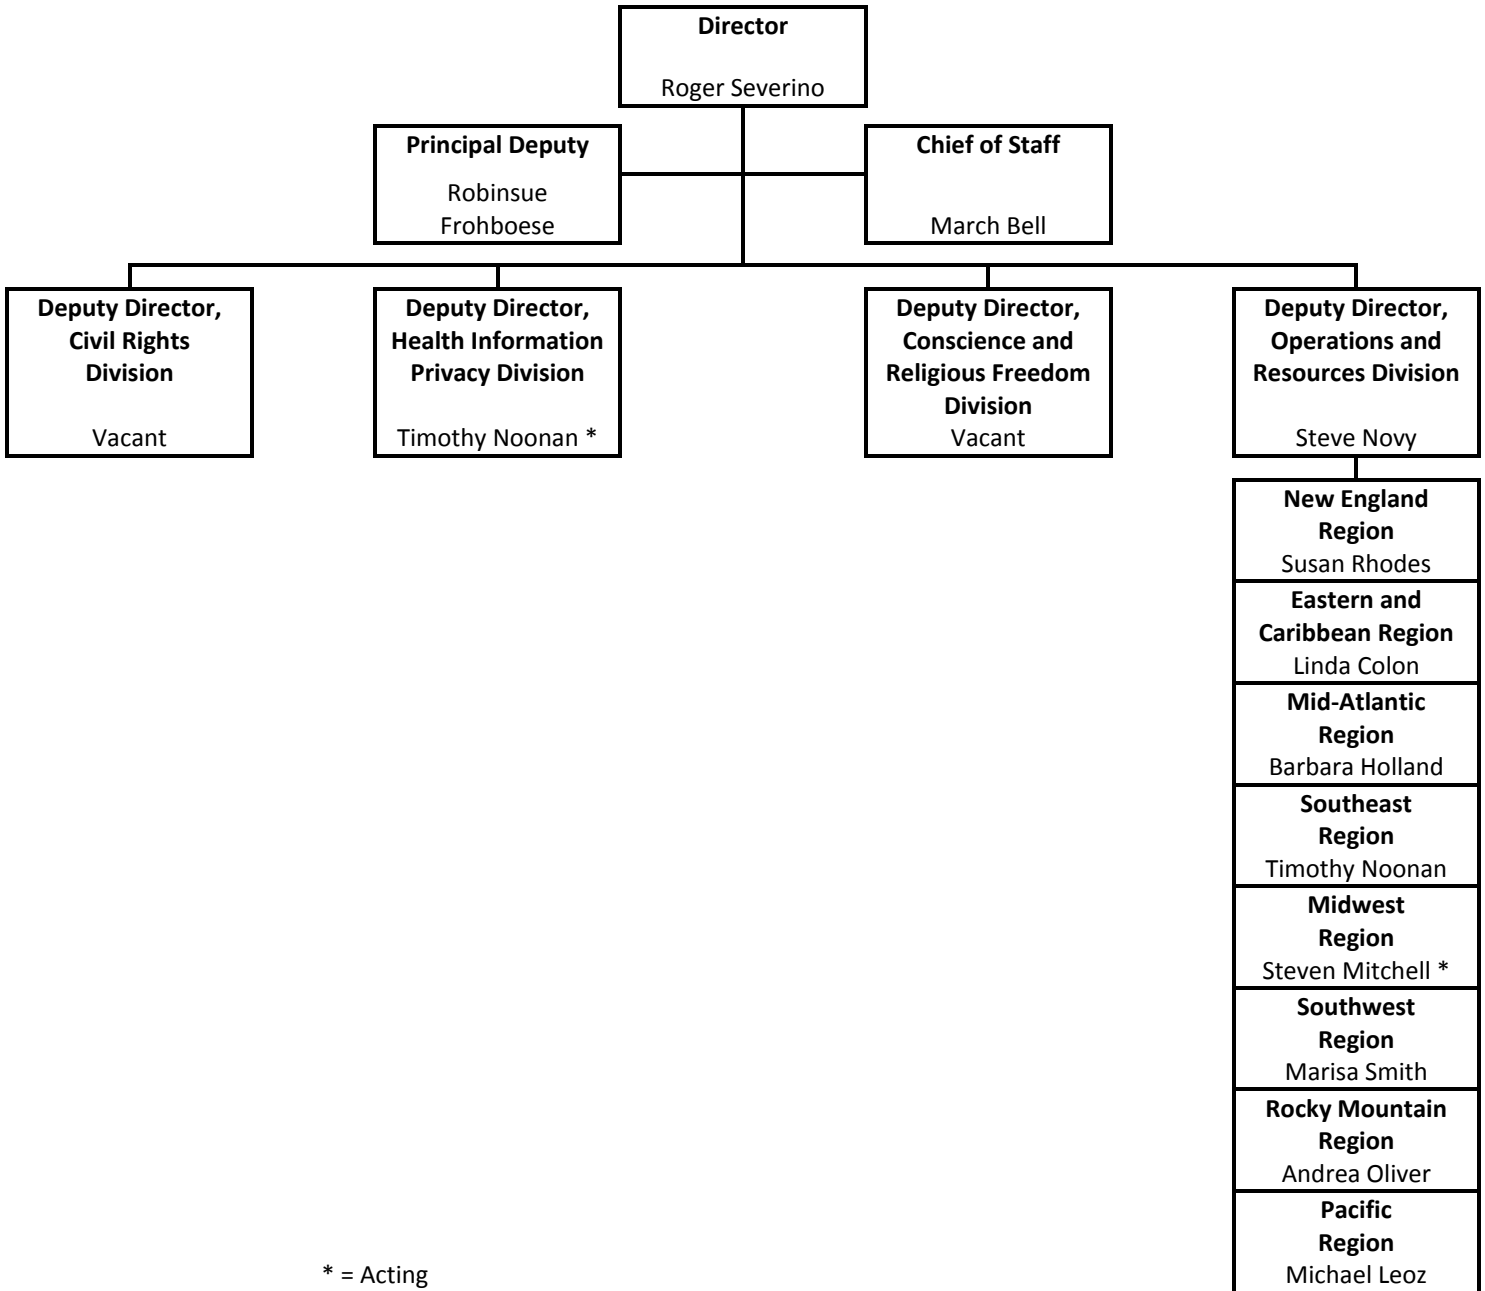 Director
Roger Severino
Principal Deputy
Robinsue
Frohboese
Chief of Staff
March Bell
Deputy Director,
Civil Rights
Division
Vacant
Deputy Director,
Health Information
Privacy Division
Timothy Noonan *
Deputy Director,
Conscience and
Religious Freedom
Division
Vacant
Deputy Director,
Operations and
Resources Division
Steve Novy
New England
Region
Susan Rhodes
Eastern and
Caribbean Region
Linda Colon
Mid-Atlantic
Region
Barbara Holland
Southeast
Region
Timothy Noonan
Midwest
Region
Steven Mitchell *
Southwest
Region
Marisa Smith
Rocky Mountain
Region
Andrea Oliver
Pacific
Region
Michael Leoz
* = Acting